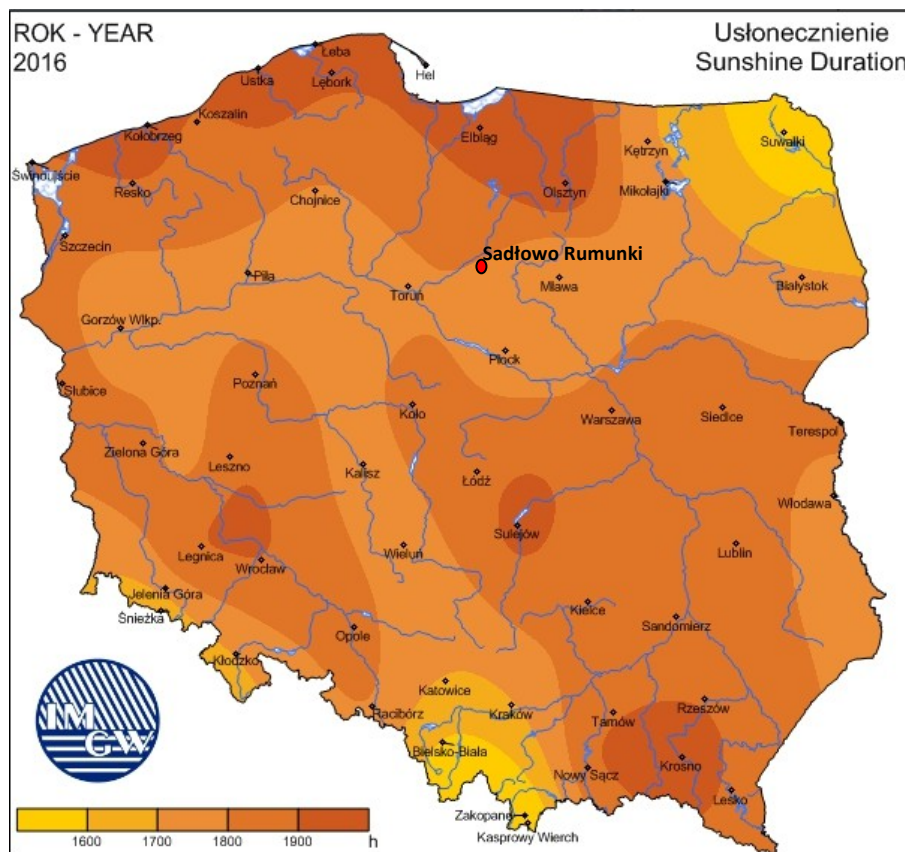 ROK - YEAR
2016
Usłonecznienie
Sunshine Duration
Łeba
Hel
Ustka
Lębork
Koszalin
Kołobrzeg
Elbląg
Suwałki
Kętrzyn
Świnoujście
Resko
Chojnice
Olsztyn
Mikołajki
Szczecin
Sadłowo Rumunki
Piła
Toruń
Mława
Białystok
Gorzów Wlkp.
Płock
Słubice
Poznań
Koło
Warszawa
Siedlce
Terespol
Zielona Góra
Leszno
Kalisz
Łódź
Włodawa
Sulejów
Legnica
Wrocław
Wieluń
Lublin
Jelenia Góra
Śnieżka
Kielce
Sandomierz
Opole
Kłodzko
Katowice
Racibórz
Kraków
Tarnów
Rzeszów
Bielsko-Biała
Nowy Sącz
Krosno
Lesko
Zakopane
Kasprowy Wierch
IM
GW
1600 1700 1800 1900 h